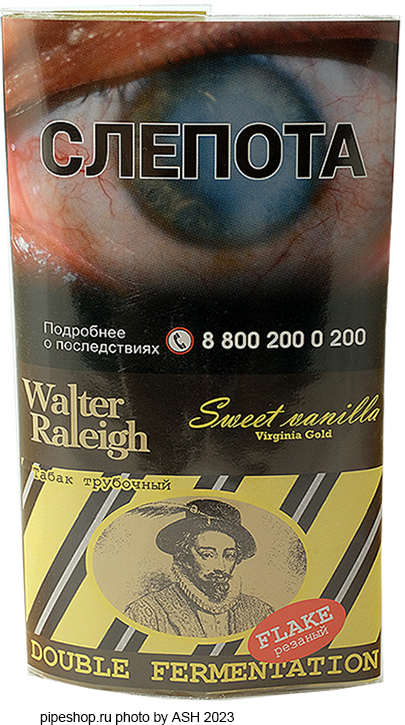 СЛЕПОТА
Подробнее
о последствиях
8 800 200 0 200
Walter
Raleigh
Sweet vanilla
Virginia Gold
Табак трубочный
FLAKE
резаный
DOUBLE FERMENTATION
pipeshop.ru photo by ASH 2023